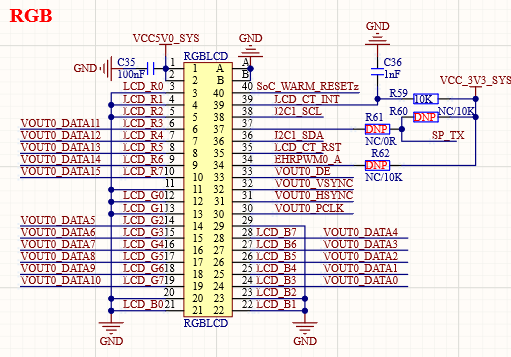 RGB
VCC5V0_SYS
GND
GND
C35
100nF
GND
RGBLCD
C36
1nF
VCC_3V3_SYS
R59
10K
R60
DNP
NC/10K
SP_TX
R61
DNP
NC/0R
R62
DNP
NC/10K
1 1 A A
2 2 B B
LCD_R0 3 3 40 40 SoC_WARM_RESETz
LCD_R1 4 4 39 39 LCD_CT_INT
LCD_R2 5 5 38 38 I2C1_SCL
VOUT0_DATA11 LCD_R3 6 6 37 37
VOUT0_DATA12 LCD_R4 7 7 36 36 I2C1_SDA
VOUT0_DATA13 LCD_R5 8 8 35 35 LCD_CT_RST
VOUT0_DATA14 LCD_R6 9 9 34 34 EHRPWM0_A
VOUT0_DATA15 LCD_R7 10 10 33 33 VOUT0_DE
11 11 32 32 VOUT0_VSYNC
LCD_G0 12 12 31 31 VOUT0_HSYNC
LCD_G1 13 13 30 30 VOUT0_PCLK
VOUT0_DATA5 LCD_G2 14 14 29 29
VOUT0_DATA6 LCD_G3 15 15 28 28 LCD_B7 VOUT0_DATA4
VOUT0_DATA7 LCD_G4 16 16 27 27 LCD_B6 VOUT0_DATA3
VOUT0_DATA8 LCD_G5 17 17 26 26 LCD_B5 VOUT0_DATA2
VOUT0_DATA9 LCD_G6 18 18 25 25 LCD_B4 VOUT0_DATA1
VOUT0_DATA10 LCD_G7 19 19 24 24 LCD_B3 VOUT0_DATA0
20 20 23 23 LCD_B2
LCD_B0 21 21 22 22 LCD_B1
RGBLCD
GND
GND